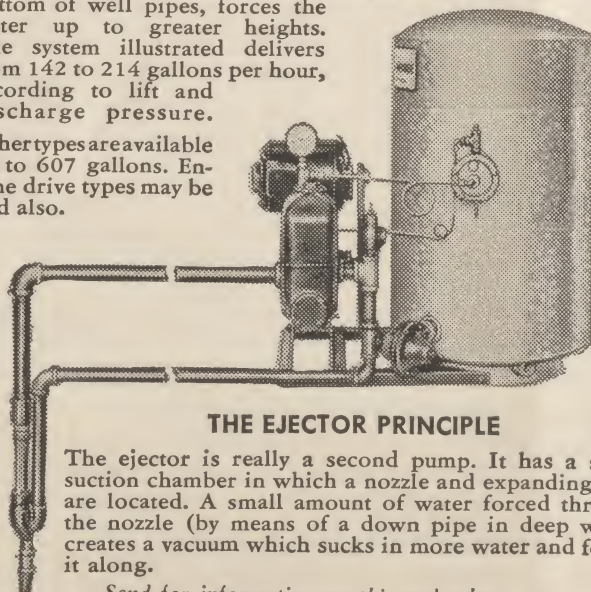 ttom of well pipes, forces the
ter up to greater heights.
e system illustrated delivers
m 142 to 214 gallons per hour,
cording to lift and
scharge pressure.
her types are available
to 607 gallons. En-
ne drive types may be
d also.
THE EJECTOR PRINCIPLE
The ejector is really a second pump. It has a s
suction chamber in which a nozzle and expanding
are located. A small amount of water forced thr
the nozzle (by means of a down pipe in deep w
creates a vacuum which sucks in more water and f
it along.